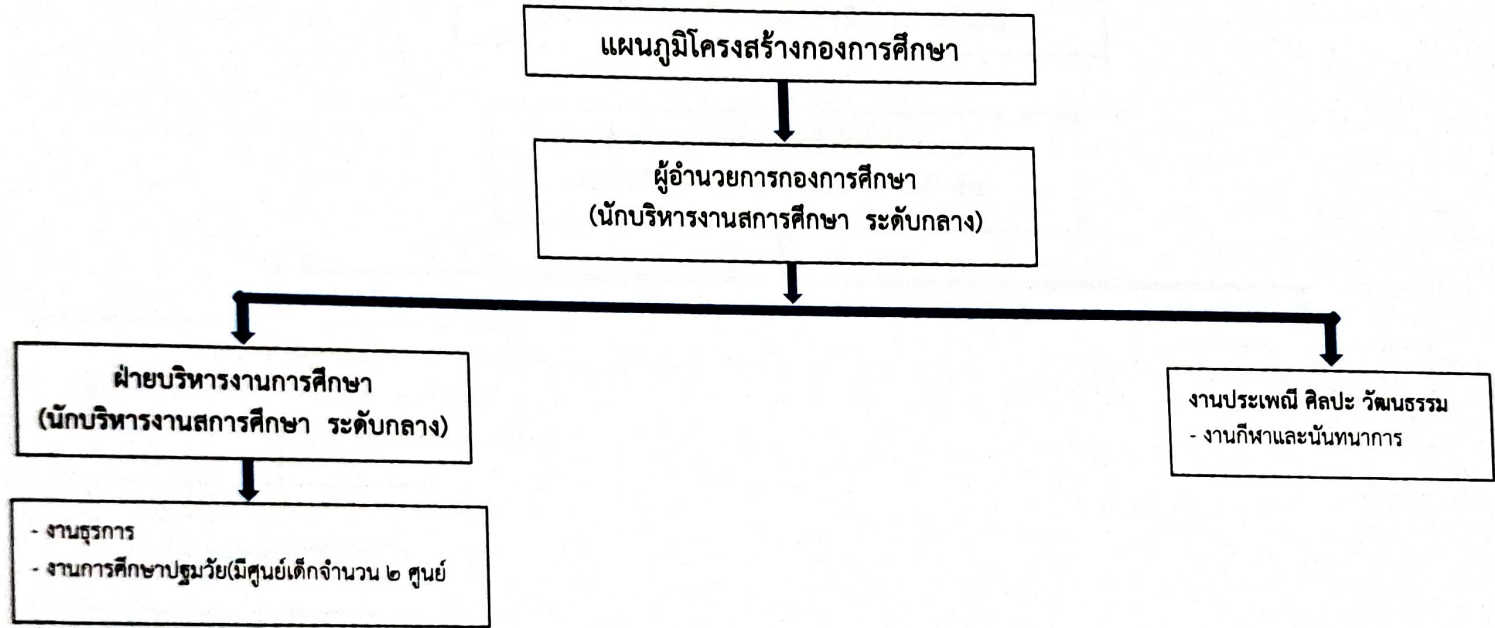 แผนภูมิโครงสร้างกองการศึกษา
ผู้อำนวยการกองการศึกษา
(นักบริหารงานสการศึกษา ระดับกลาง)
ฝ่ายบริหารงานการศึกษา
(นักบริหารงานสการศึกษา ระดับกลาง)
- งานธุรการ
- งานการศึกษาปฐมวัย(มีศูนย์เด็กจำนวน ๒ ศูนย์
งานประเพณี ศิลปะ วัฒนธรรม
- งานกีฬาและนันทนาการ